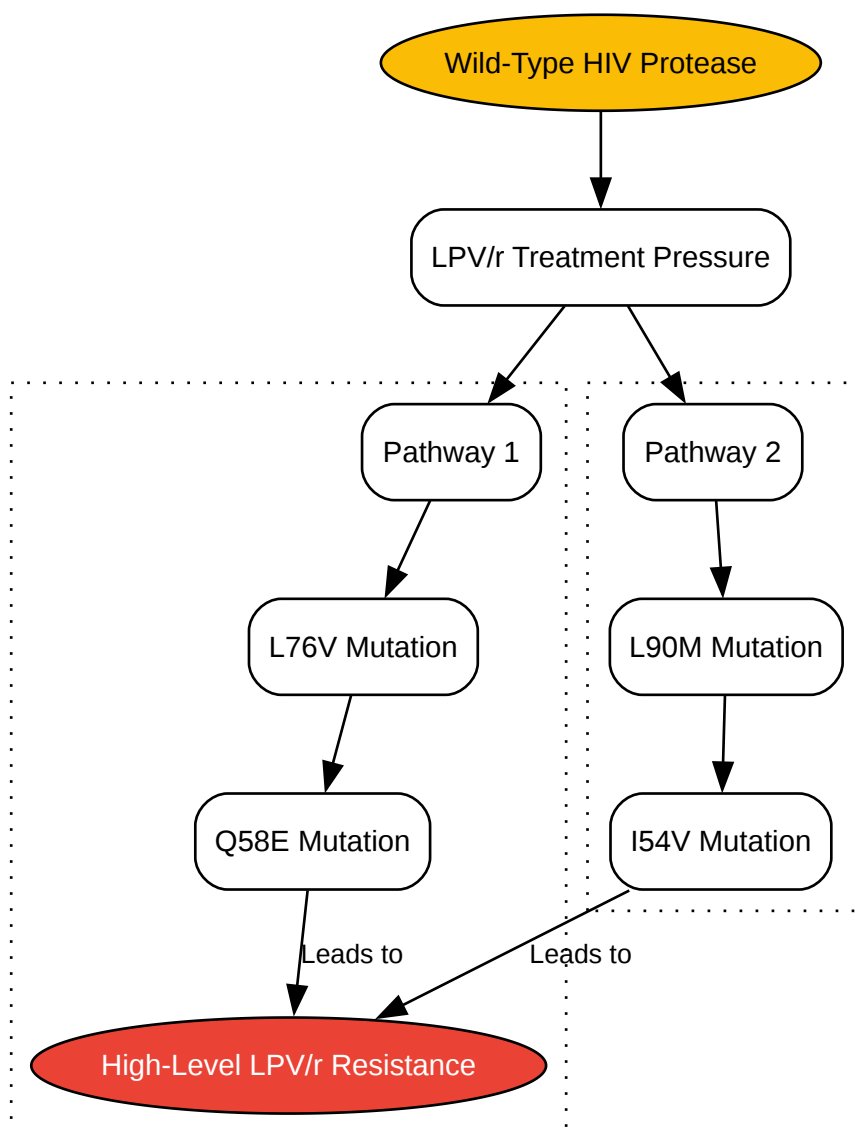 Wild-Type HIV Protease
LPV/r Treatment Pressure
Pathway 1
Pathway 2
L76V Mutation
L90M Mutation
Q58E Mutation
I54V Mutation
Leads to
Leads to
High-Level LPV/r Resistance